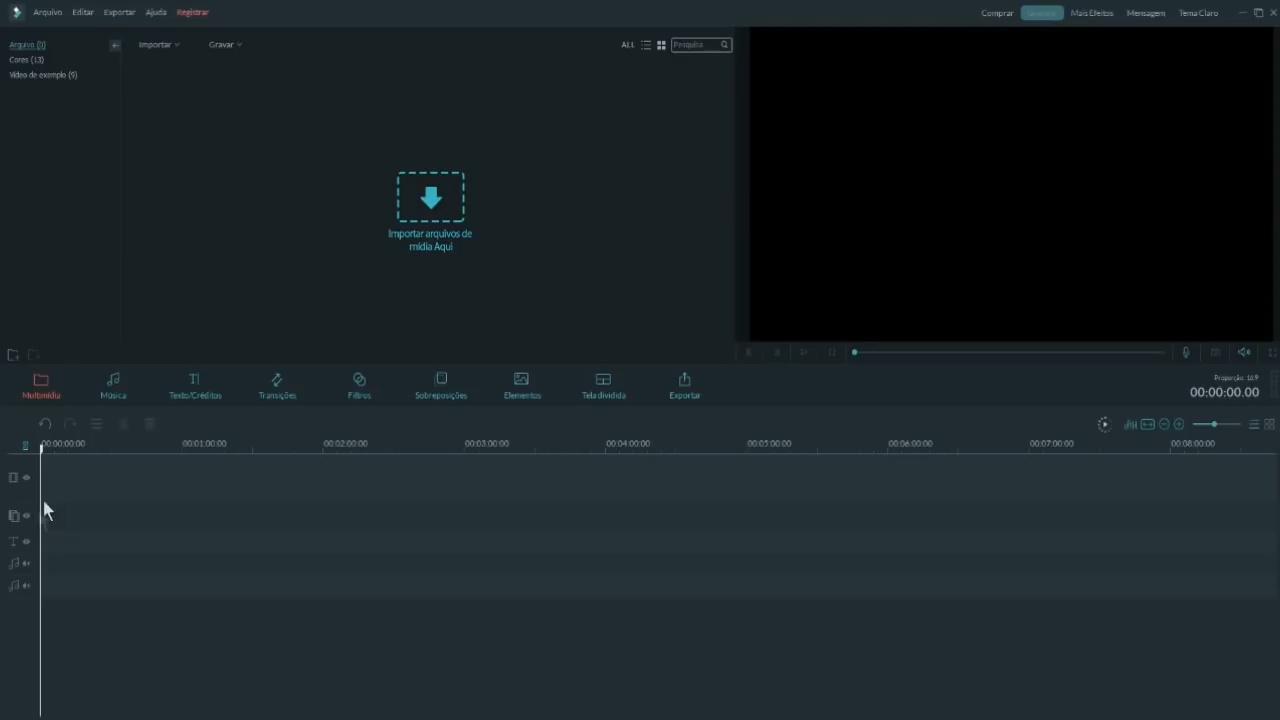 Arquivo Editar Exportar Ajuda Registrar
Comprar Mais Efeitos Mensagem Tema Claro
Arquivo (0)
Cores (13)
Vídeo de exemplo (9)
Importar Gravar ALL Pesquisa
Importar arquivos de
mídia Aqui
Multimídia Música Texto/Créditos Transições Filtros Sobreposições Elementos Tela dividida Exportar
Proporção: 16:9
00:00:00.00
00:00:00:00 00:01:00:00 00:02:00:00 00:03:00:00 00:04:00:00 00:05:00:00 00:06:00:00 00:07:00:00 00:08:00:00